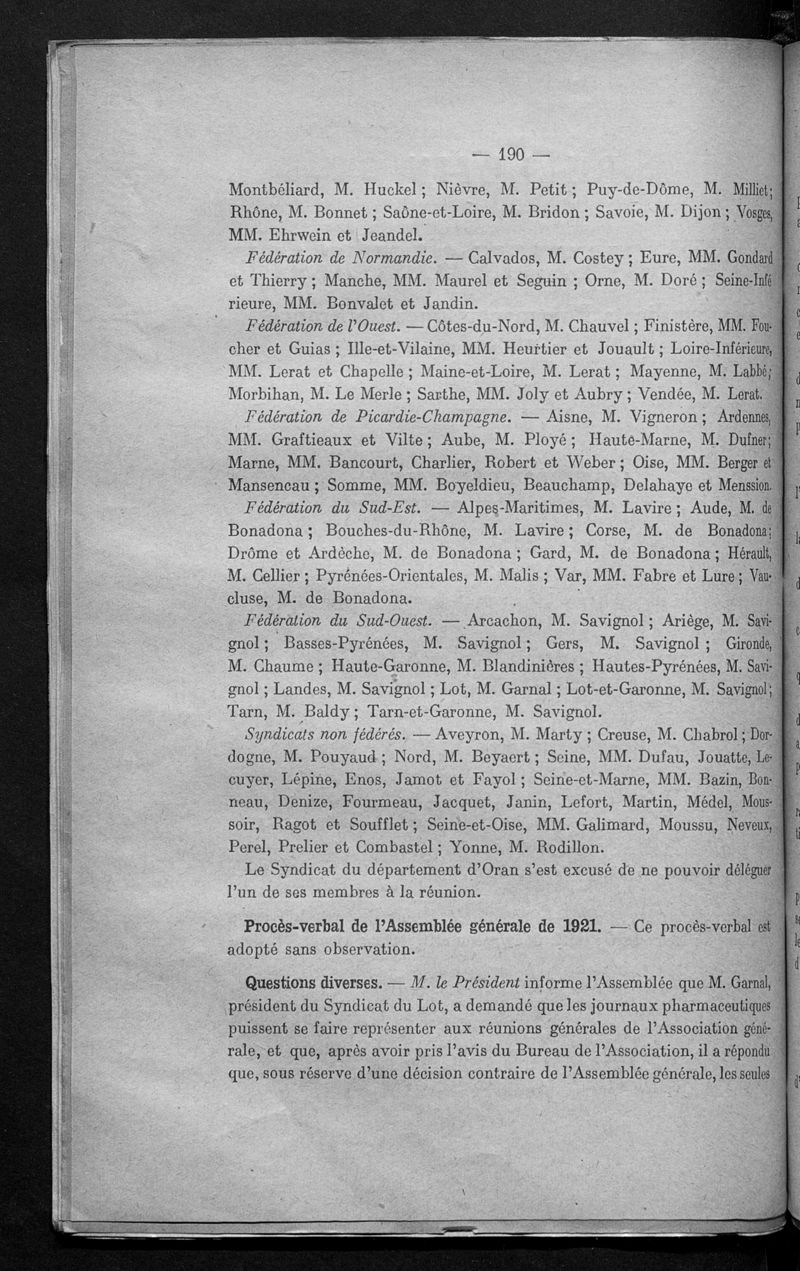 — 190 —
Montbéliard, M. Huckel ; Nièvre, M. Petit ; Puy-de-Dôme, M. Milliet ;
Rhône, M. Bonnet ; Saône-et-Loire, M. Bridon ; Savoie, M. Dijon ; Vosges,
MM. Ehrwein et Jeandel.
Fédération de Normandie. — Calvados, M. Costey ; Eure, MM. Gondard
et Thierry ; Manche, MM. Maurel et Seguin ; Orne, M. Doré ; Seine-Infé
rieure, MM. Bonvalet et Jandin.
Fédération de l'Ouest. — Côtes-du-Nord, M. Chauvel ; Finistère, MM. Fou-
cher et Guias ; Ille-et-Vilaine, MM. Heurtier et Jouault ; Loire-Inférieure,
MM. Lerat et Chapelle ; Maine-et-Loire, M. Lerat ; Mayenne, M. Labbé ;
Morbihan, M. Le Merle ; Sarthe, MM. Joly et Aubry ; Vendée, M. Lerat.
Fédération de Picardie-Champagne. — Aisne, M. Vigneron ; Ardennes,
MM. Graftieaux et Vilte ; Aube, M. Ployé ; Haute-Marne, M. Dufner ;
Marne, MM. Bancourt, Charlier, Robert et Weber ; Oise, MM. Berger et
Mansencau ; Somme, MM. Boyeldieu, Beauchamp, Delahaye et Menssion.
Fédération du Sud-Est. — Alpes-Maritimes, M. Lavire ; Aude, M. de
Bonadona ; Bouches-du-Rhône, M. Lavire ; Corse, M. de Bonadona ;
Drôme et Ardèche, M. de Bonadona ; Gard, M. de Bonadona ; Hérault,
M. Cellier ; Pyrénées-Orientales, M. Malis ; Var, MM. Fabre et Lure ; Vau-
cluse, M. de Bonadona.
Fédération du Sud-Ouest. — Arcachon, M. Savignol ; Ariège, M. Savi-
gnol ; Basses-Pyrénées, M. Savignol ; Gers, M. Savignol ; Gironde,
M. Chaume ; Haute-Garonne, M. Blandinières ; Hautes-Pyrénées, M. Savi-
gnol ; Landes, M. Savignol ; Lot, M. Garnal ; Lot-et-Garonne, M. Savignol ;
Tarn, M. Baldy ; Tarn-et-Garonne, M. Savignol.
Syndicats non fédérés. — Aveyron, M. Marty ; Creuse, M. Chabrol ; Dor-
dogne, M. Pouyaud ; Nord, M. Beyaert ; Seine, MM. Dufau, Jouatte, Le-
cuyer, Lépine, Enos, Jamot et Fayol ; Seine-et-Marne, MM. Bazin, Bon-
neau, Denize, Fourmeau, Jacquet, Janin, Lefort, Martin, Médel, Mous-
soir, Ragot et Soufflet ; Seine-et-Oise, MM. Galimard, Moussu, Neveux,
Perel, Prelier et Combastel ; Yonne, M. Rodillon.
Le Syndicat du département d'Oran s'est excusé de ne pouvoir déléguer
l'un de ses membres à la réunion.
Procès-verbal de l'Assemblée générale de 1921. — Ce procès-verbal est
adopté sans observation.
Questions diverses. — M. le Président informe l'Assemblée que M. Garnal,
président du Syndicat du Lot, a demandé que les journaux pharmaceutiques
puissent se faire représenter aux réunions générales de l'Association géné-
rale, et que, après avoir pris l'avis du Bureau de l'Association, il a répondu
que, sous réserve d'une décision contraire de l'Assemblée générale, les seules